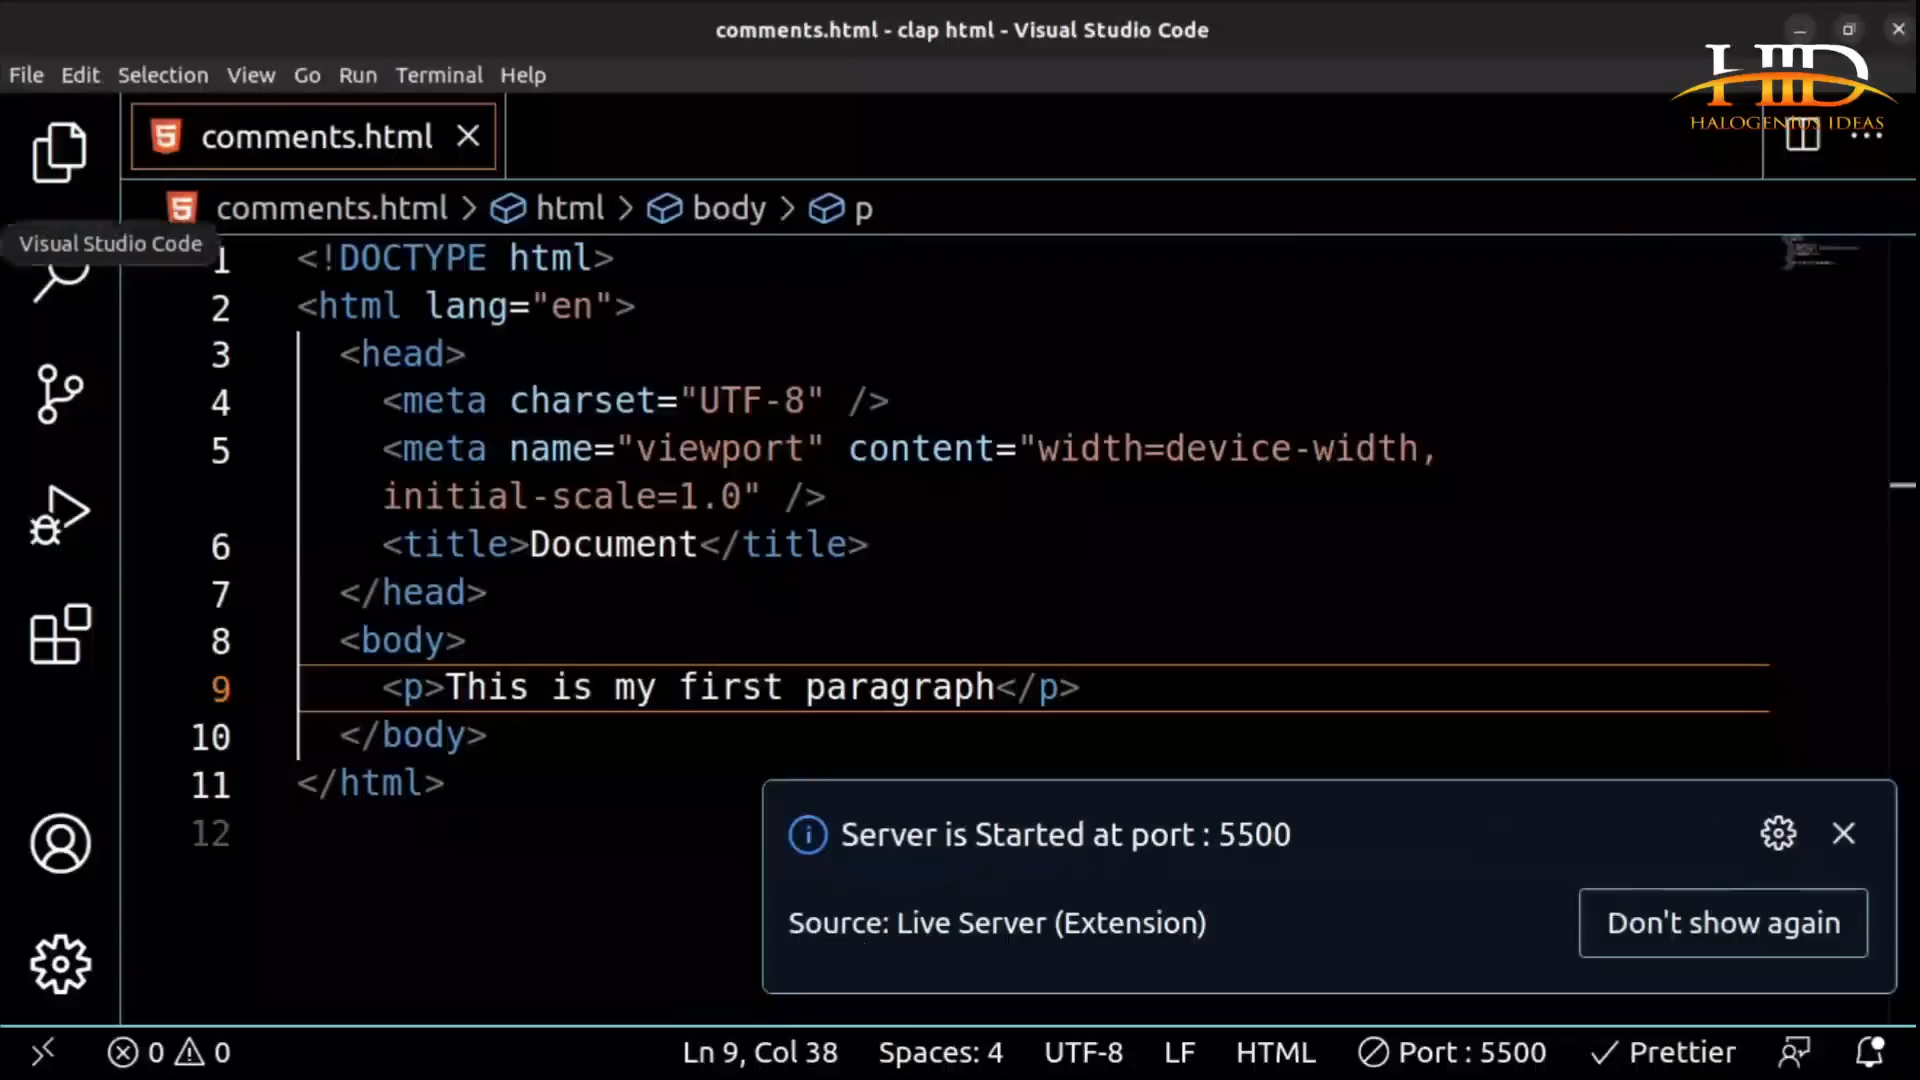 comments.html - clap html - Visual Studio Code
File Edit Selection View Go Run Terminal Help
HID
HALOGENIUS IDEAS
comments.html
comments.html > html > body > p
Visual Studio Code
1 <!DOCTYPE html>
2 <html lang="en">
3 <head>
4 <meta charset="UTF-8" />
5 <meta name="viewport" content="width=device-width,
initial-scale=1.0" />
6 <title>Document</title>
7 </head>
8 <body>
9 <p>This is my first paragraph</p>
10 </body>
11 </html>
12
Server is Started at port : 5500
Source: Live Server (Extension)
Don't show again
0 0 Ln 9, Col 38 Spaces: 4 UTF-8 LF HTML Port : 5500 Prettier